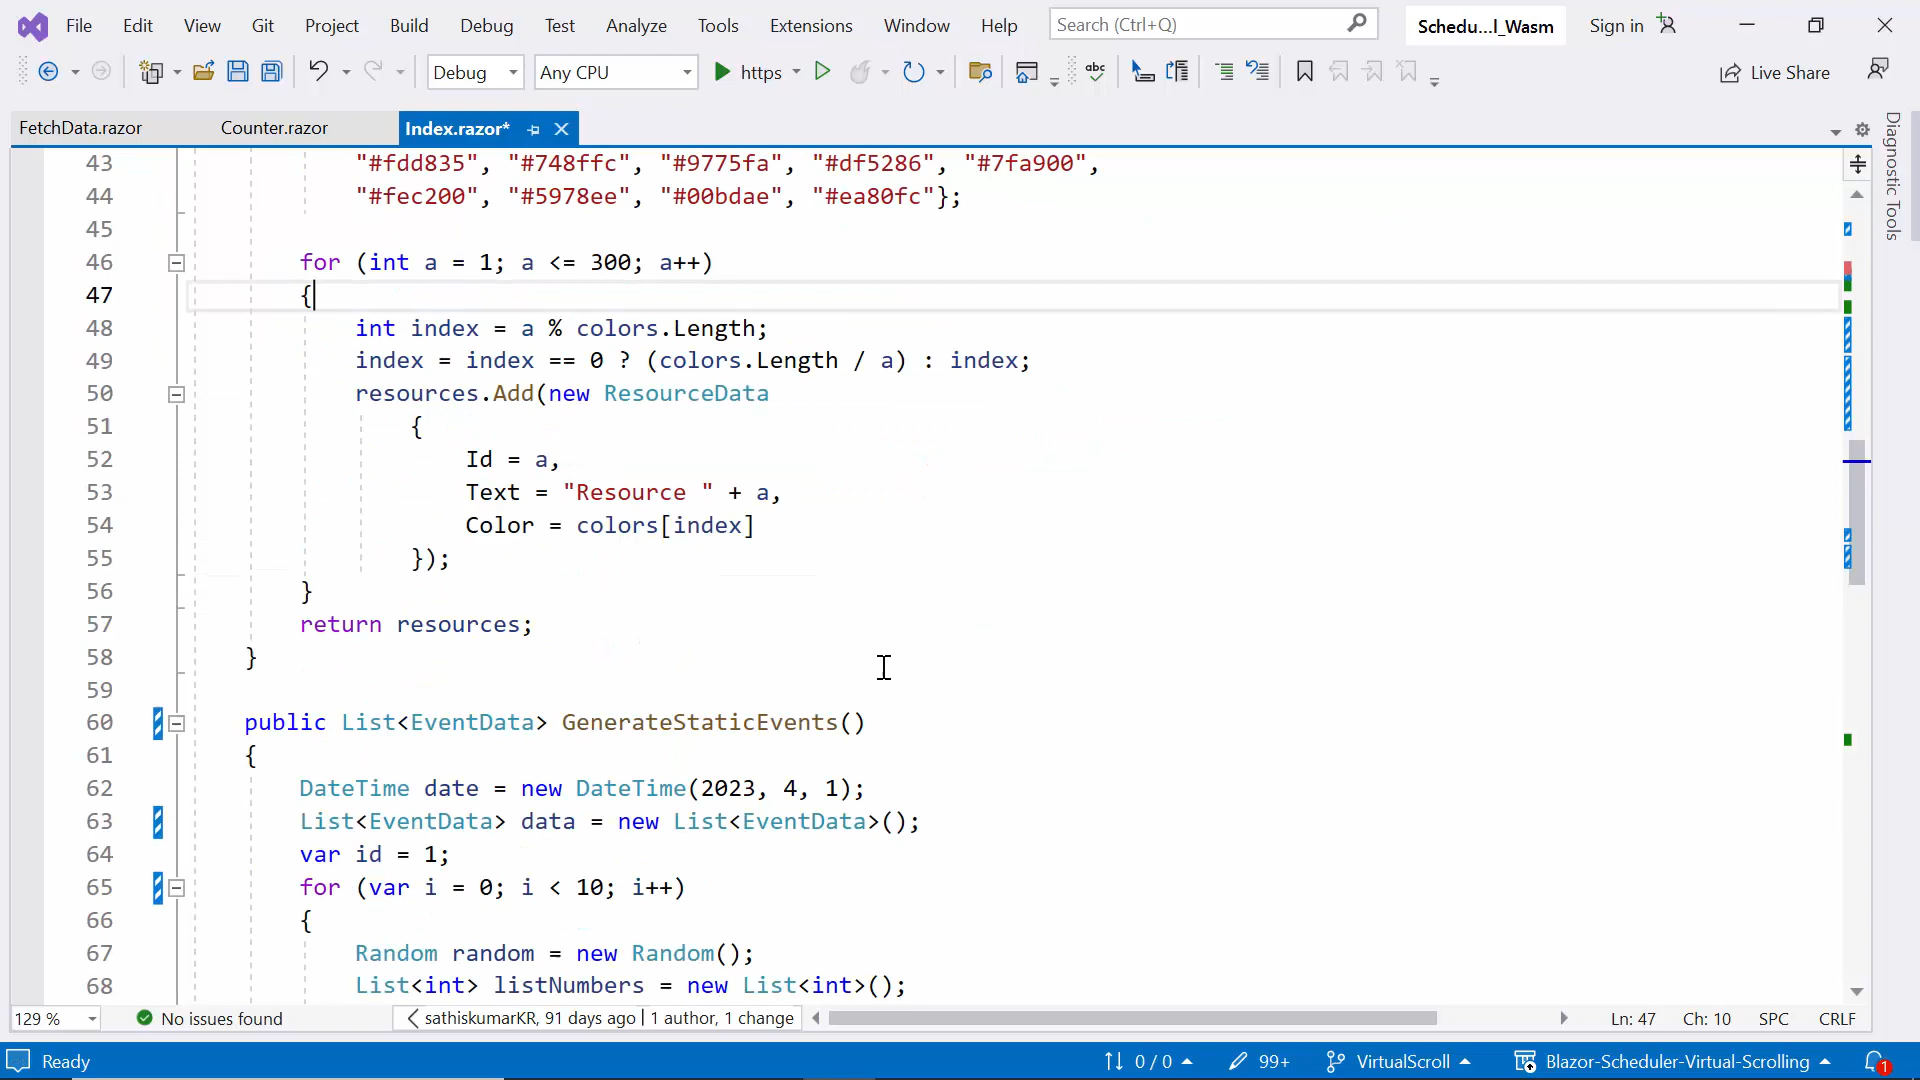 File Edit View Git Project Build Debug Test Analyze Tools Extensions Window Help Search (Ctrl+Q) Schedu...l_Wasm Sign in
Debug Any CPU https abc Live Share
FetchData.razor Counter.razor Index.razor*
Diagnostic Tools
43 "#fdd835", "#748ffc", "#9775fa", "#df5286", "#7fa900",
44 "#fec200", "#5978ee", "#00bdae", "#ea80fc"};
45
46 for (int a = 1; a <= 300; a++)
47 {
48 int index = a % colors.Length;
49 index = index == 0 ? (colors.Length / a) : index;
50 resources.Add(new ResourceData
51 {
52 Id = a,
53 Text = "Resource " + a,
54 Color = colors[index]
55 });
56 }
57 return resources;
58 }
59
60 public List<EventData> GenerateStaticEvents()
61 {
62 DateTime date = new DateTime(2023, 4, 1);
63 List<EventData> data = new List<EventData>();
64 var id = 1;
65 for (var i = 0; i < 10; i++)
66 {
67 Random random = new Random();
68 List<int> listNumbers = new List<int>();
129 % No issues found sathiskumarKR, 91 days ago | 1 author, 1 change Ln: 47 Ch: 10 SPC CRLF
Ready 0 / 0 99+ VirtualScroll Blazor-Scheduler-Virtual-Scrolling 1